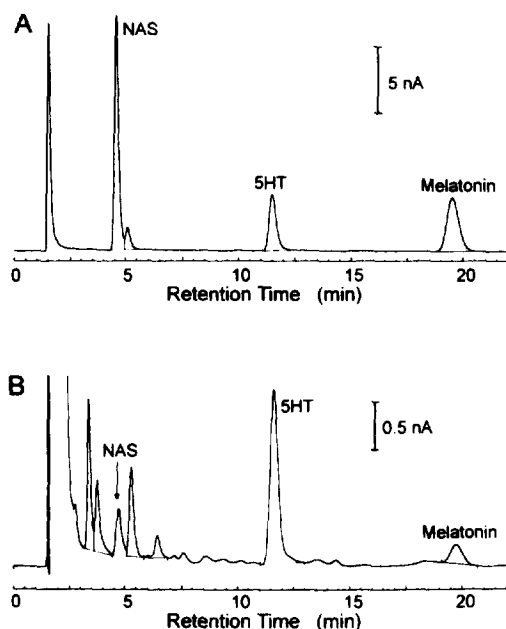 A
NAS
5 nA
5HT
Melatonin
0 5 10 15 20
Retention Time (min)
B
5HT
0.5 nA
NAS
Melatonin
0 5 10 15 20
Retention Time (min)